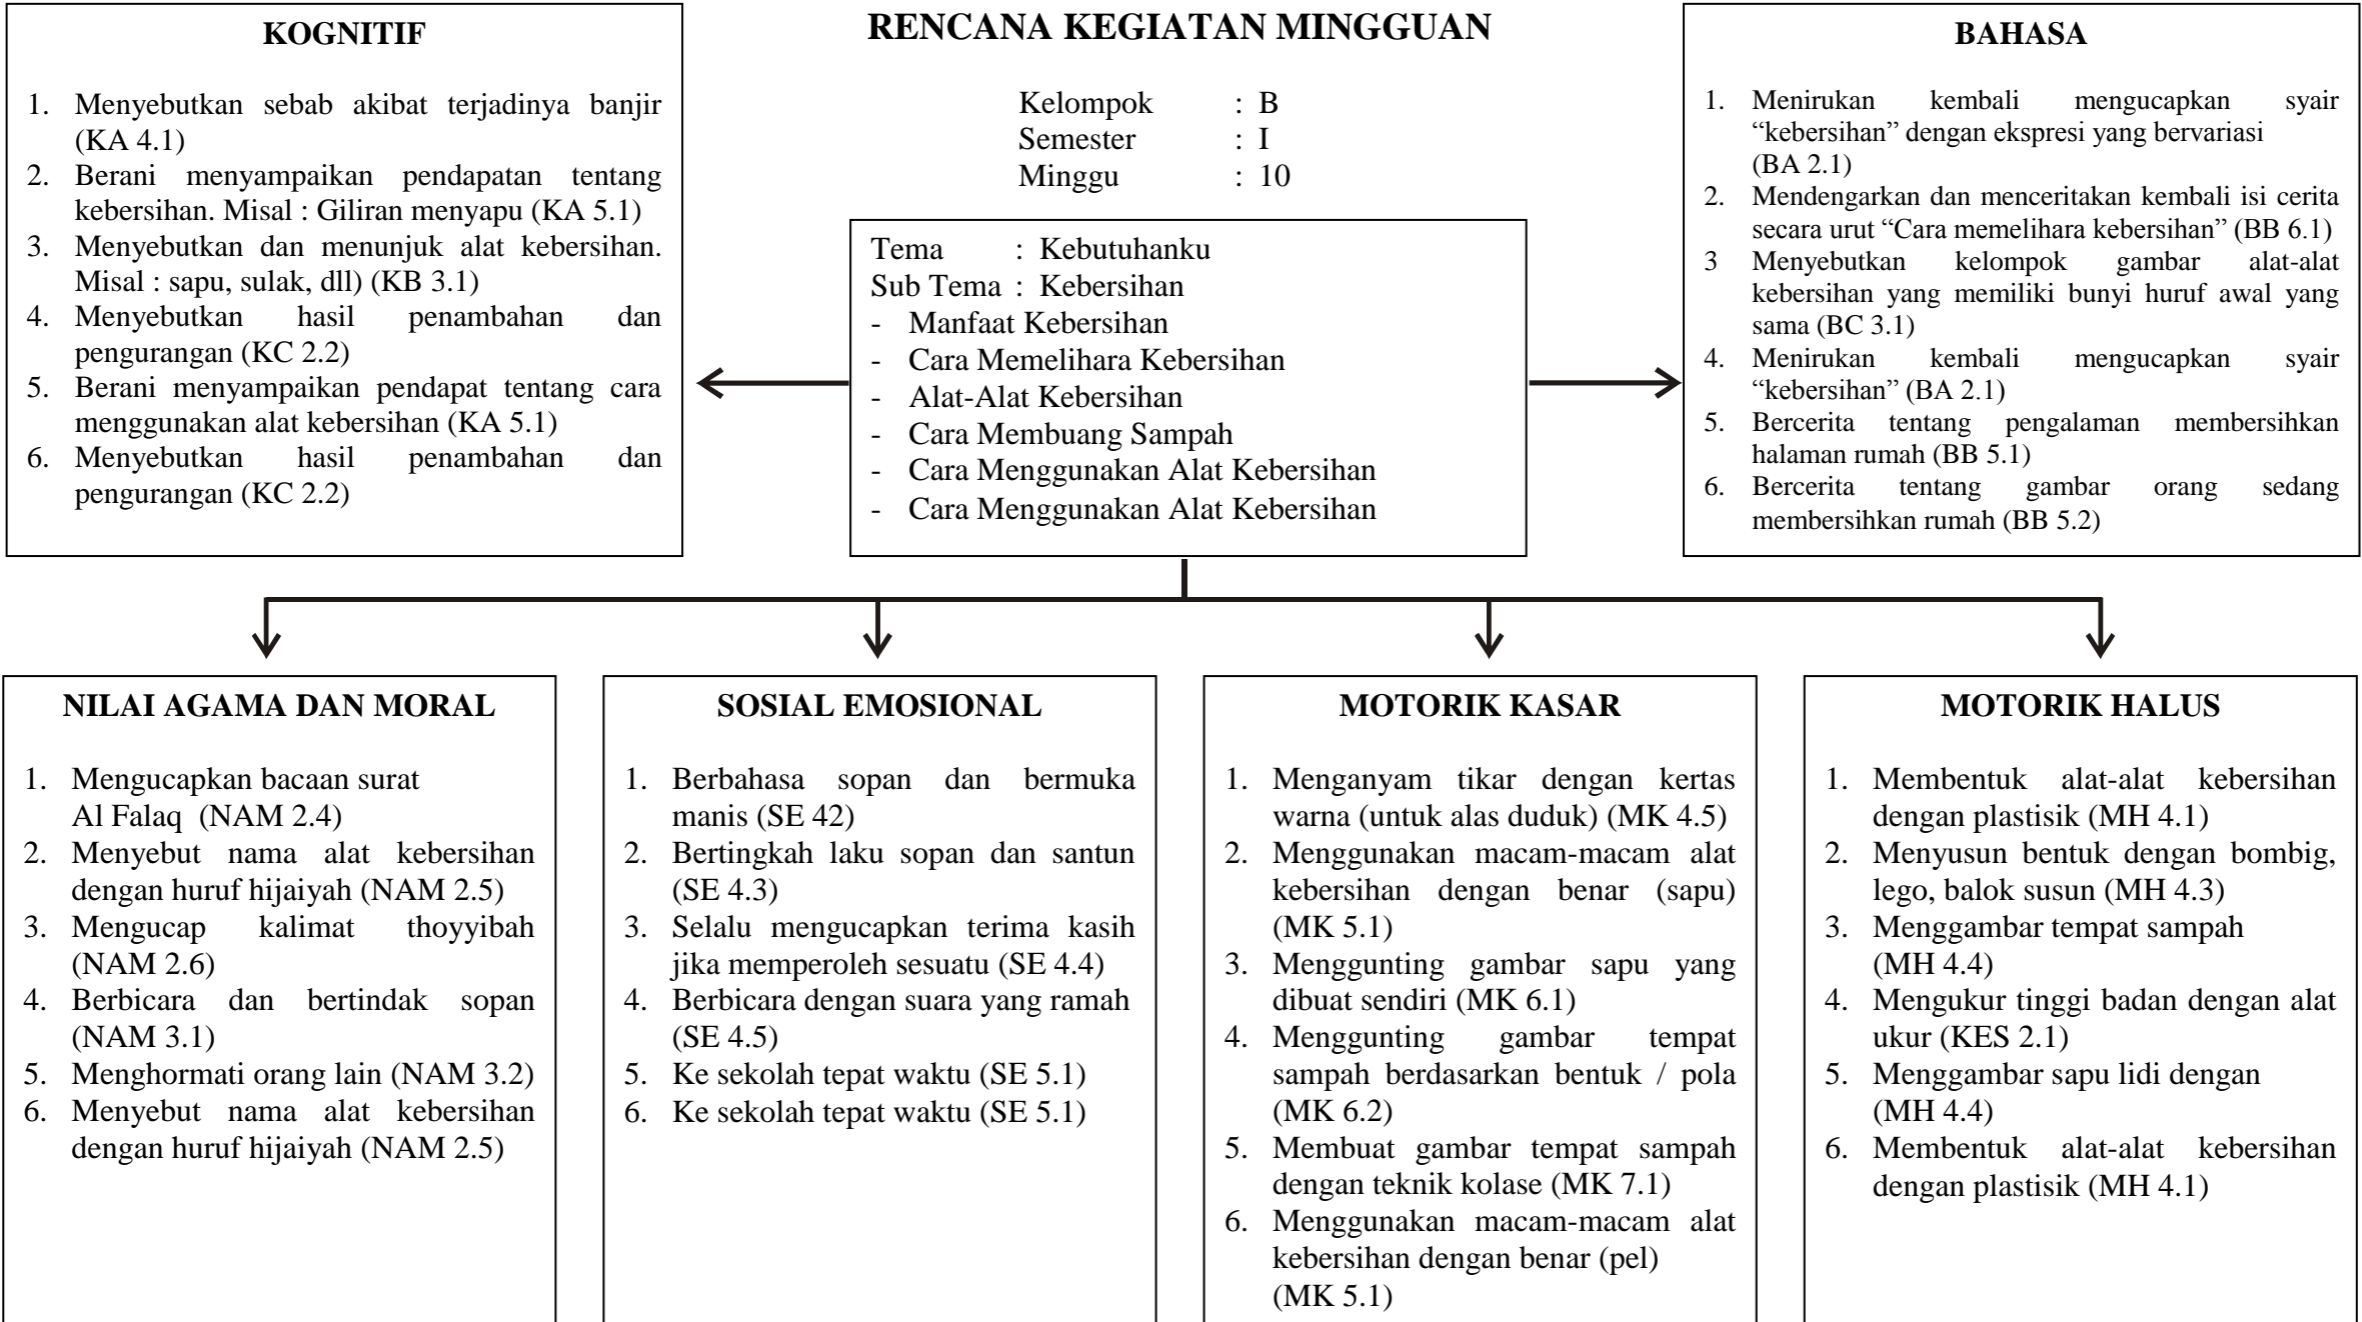 KOGNITIF
1. Menyebutkan sebab akibat terjadinya banjir
(KA 4.1)
2. Berani menyampaikan pendapatan tentang
kebersihan. Misal : Giliran menyapu (KA 5.1)
3. Menyebutkan dan menunjuk alat kebersihan.
Misal : sapu, sulak, dll) (KB 3.1)
4. Menyebutkan hasil penambahan dan
pengurangan (KC 2.2)
5. Berani menyampaikan pendapat tentang cara
menggunakan alat kebersihan (KA 5.1)
6. Menyebutkan hasil penambahan dan
pengurangan (KC 2.2)
RENCANA KEGIATAN MINGGUAN
Kelompok : B
Semester : I
Minggu : 10
Tema : Kebutuhanku
Sub Tema : Kebersihan
- Manfaat Kebersihan
- Cara Memelihara Kebersihan
- Alat-Alat Kebersihan
- Cara Membuang Sampah
- Cara Menggunakan Alat Kebersihan
- Cara Menggunakan Alat Kebersihan
BAHASA
1. Menirukan kembali mengucapkan syair
“kebersihan” dengan ekspresi yang bervariasi
(BA 2.1)
2. Mendengarkan dan menceritakan kembali isi cerita
secara urut “Cara memelihara kebersihan” (BB 6.1)
3 Menyebutkan kelompok gambar alat-alat
kebersihan yang memiliki bunyi huruf awal yang
sama (BC 3.1)
4. Menirukan kembali mengucapkan syair
“kebersihan” (BA 2.1)
5. Bercerita tentang pengalaman membersihkan
halaman rumah (BB 5.1)
6. Bercerita tentang gambar orang sedang
membersihkan rumah (BB 5.2)
NILAI AGAMA DAN MORAL
1. Mengucapkan bacaan surat
Al Falaq (NAM 2.4)
2. Menyebut nama alat kebersihan
dengan huruf hijaiyah (NAM 2.5)
3. Mengucap kalimat thoyyibah
(NAM 2.6)
4. Berbicara dan bertindak sopan
(NAM 3.1)
5. Menghormati orang lain (NAM 3.2)
6. Menyebut nama alat kebersihan
dengan huruf hijaiyah (NAM 2.5)
SOSIAL EMOSIONAL
1. Berbahasa sopan dan bermuka
manis (SE 42)
2. Bertingkah laku sopan dan santun
(SE 4.3)
3. Selalu mengucapkan terima kasih
jika memperoleh sesuatu (SE 4.4)
4. Berbicara dengan suara yang ramah
(SE 4.5)
5. Ke sekolah tepat waktu (SE 5.1)
6. Ke sekolah tepat waktu (SE 5.1)
MOTORIK KASAR
1. Menganyam tikar dengan kertas
warna (untuk alas duduk) (MK 4.5)
2. Menggunakan macam-macam alat
kebersihan dengan benar (sapu)
(MK 5.1)
3. Menggunting gambar sapu yang
dibuat sendiri (MK 6.1)
4. Menggunting gambar tempat
sampah berdasarkan bentuk / pola
(MK 6.2)
5. Membuat gambar tempat sampah
dengan teknik kolase (MK 7.1)
6. Menggunakan macam-macam alat
kebersihan dengan benar (pel)
(MK 5.1)
MOTORIK HALUS
1. Membentuk alat-alat kebersihan
dengan plastisik (MH 4.1)
2. Menyusun bentuk dengan bombig,
lego, balok susun (MH 4.3)
3. Menggambar tempat sampah
(MH 4.4)
4. Mengukur tinggi badan dengan alat
ukur (KES 2.1)
5. Menggambar sapu lidi dengan
(MH 4.4)
6. Membentuk alat-alat kebersihan
dengan plastisik (MH 4.1)